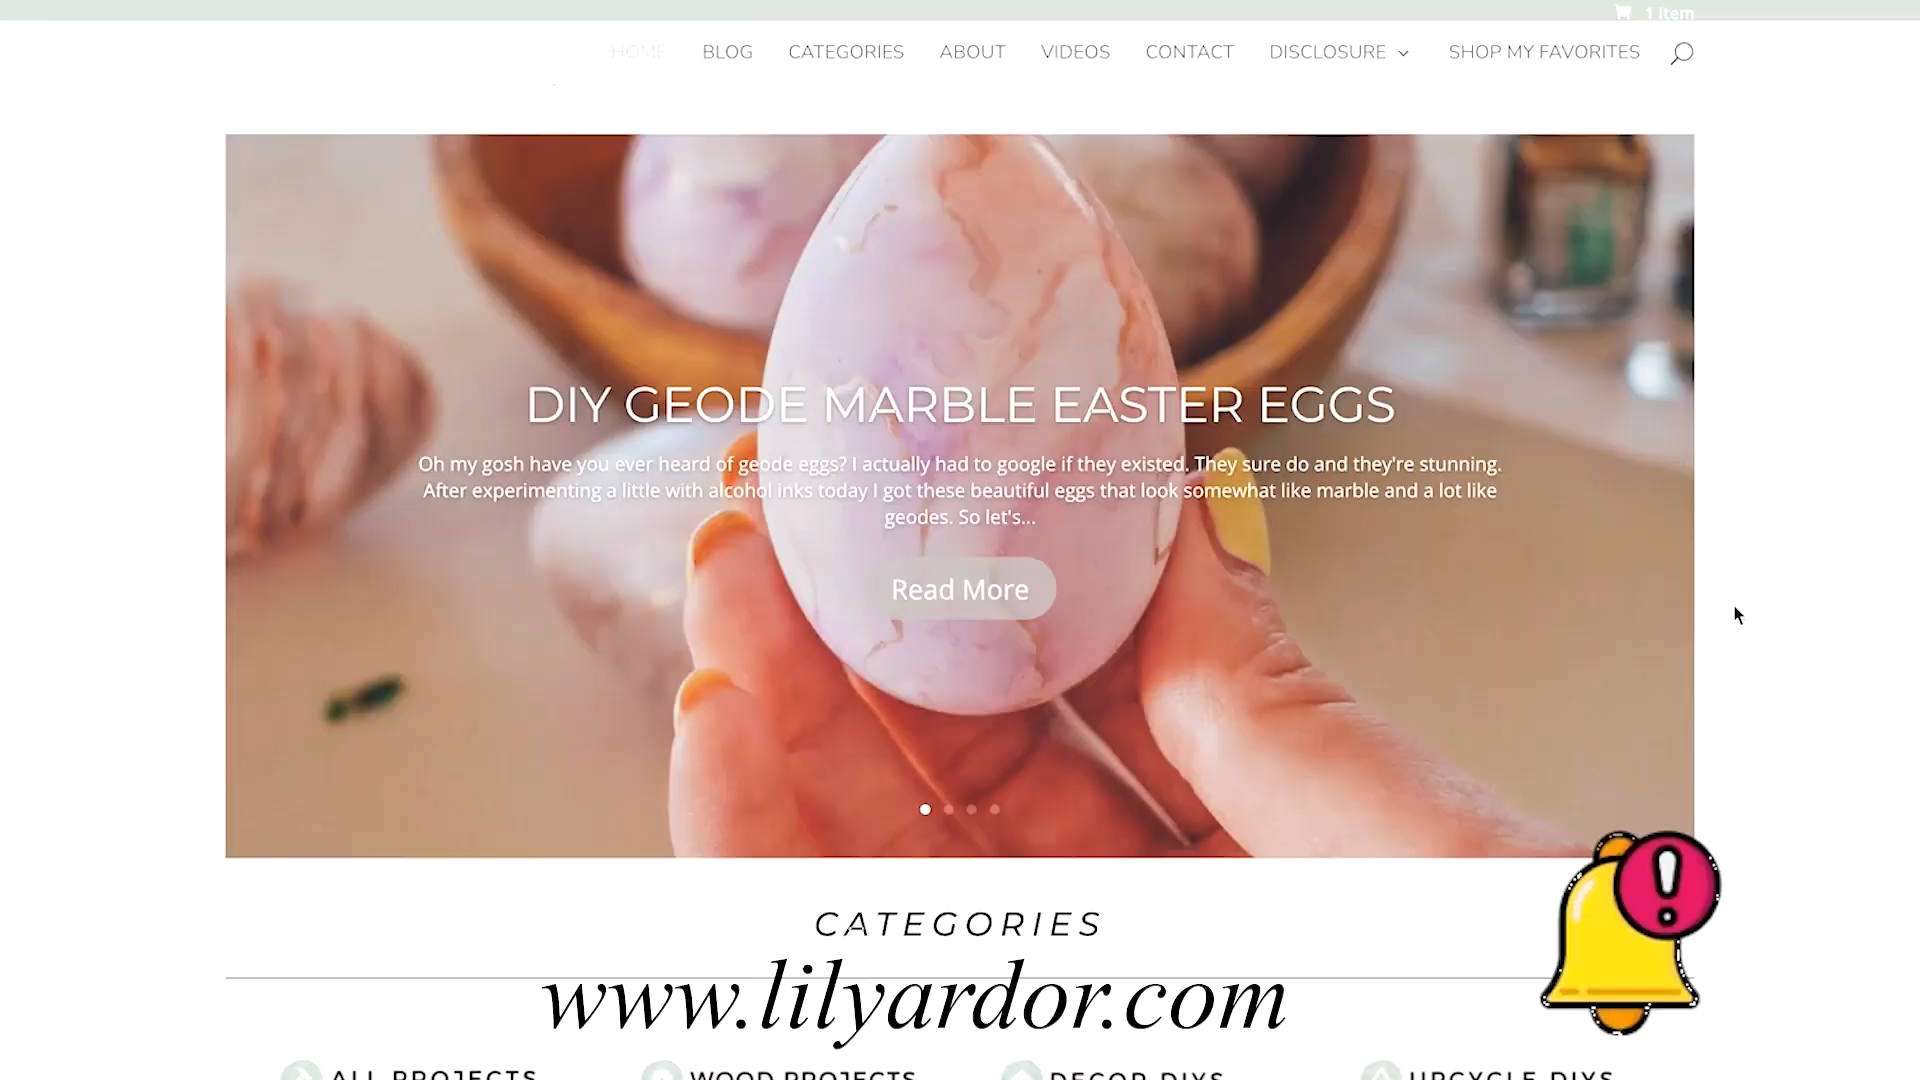 1 Item
HOME BLOG CATEGORIES ABOUT VIDEOS CONTACT DISCLOSURE SHOP MY FAVORITES
DIY GEODE MARBLE EASTER EGGS
Oh my gosh have you ever heard of geode eggs? I actually had to google if they existed. They sure do and they're stunning.
After experimenting a little with alcohol inks today I got these beautiful eggs that look somewhat like marble and a lot like
geodes. So let's...
Read More
CATEGORIES
www.lilyardor.com
ALL PROJECTS WOOD PROJECTS DECOR DIYS UPCYCLE DIYS